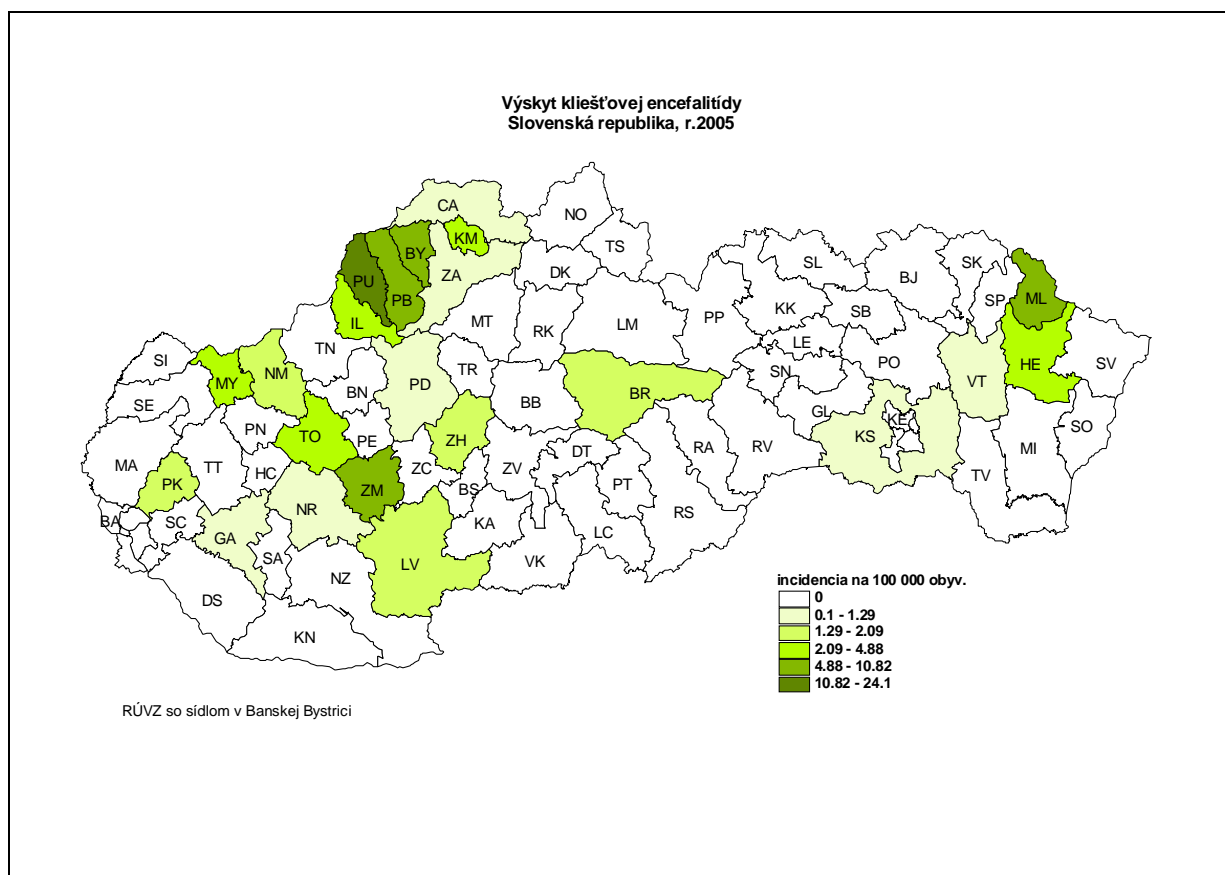 Výskyt kliešťovej encefalitídy
Slovenská republika, r.2005
CA
NO
TS
BY
KM
PU
ZA
DK
PB
SL
BJ
SK
SP
ML
KK
PP
SB
IL
MT
RK
LM
LE
PO
TN
SI
HE
SV
MY
NM
BN
PD
TR
SN
VT
BR
BB
SE
GL
KE
KS
PN
TO
PE
ZH
RA
RV
SO
MI
MA
TT
HC
ZC
ZV
DT
TV
PK
ZM
BS
PT
BA
SC
NR
KA
RS
LC
GA
SA
LV
VK
NZ
DS
KN
incidencia na 100 000 obyv.
0
0.1 - 1.29
1.29 - 2.09
2.09 - 4.88
4.88 - 10.82
10.82 - 24.1
RÚVZ so sídlom v Banskej Bystrici